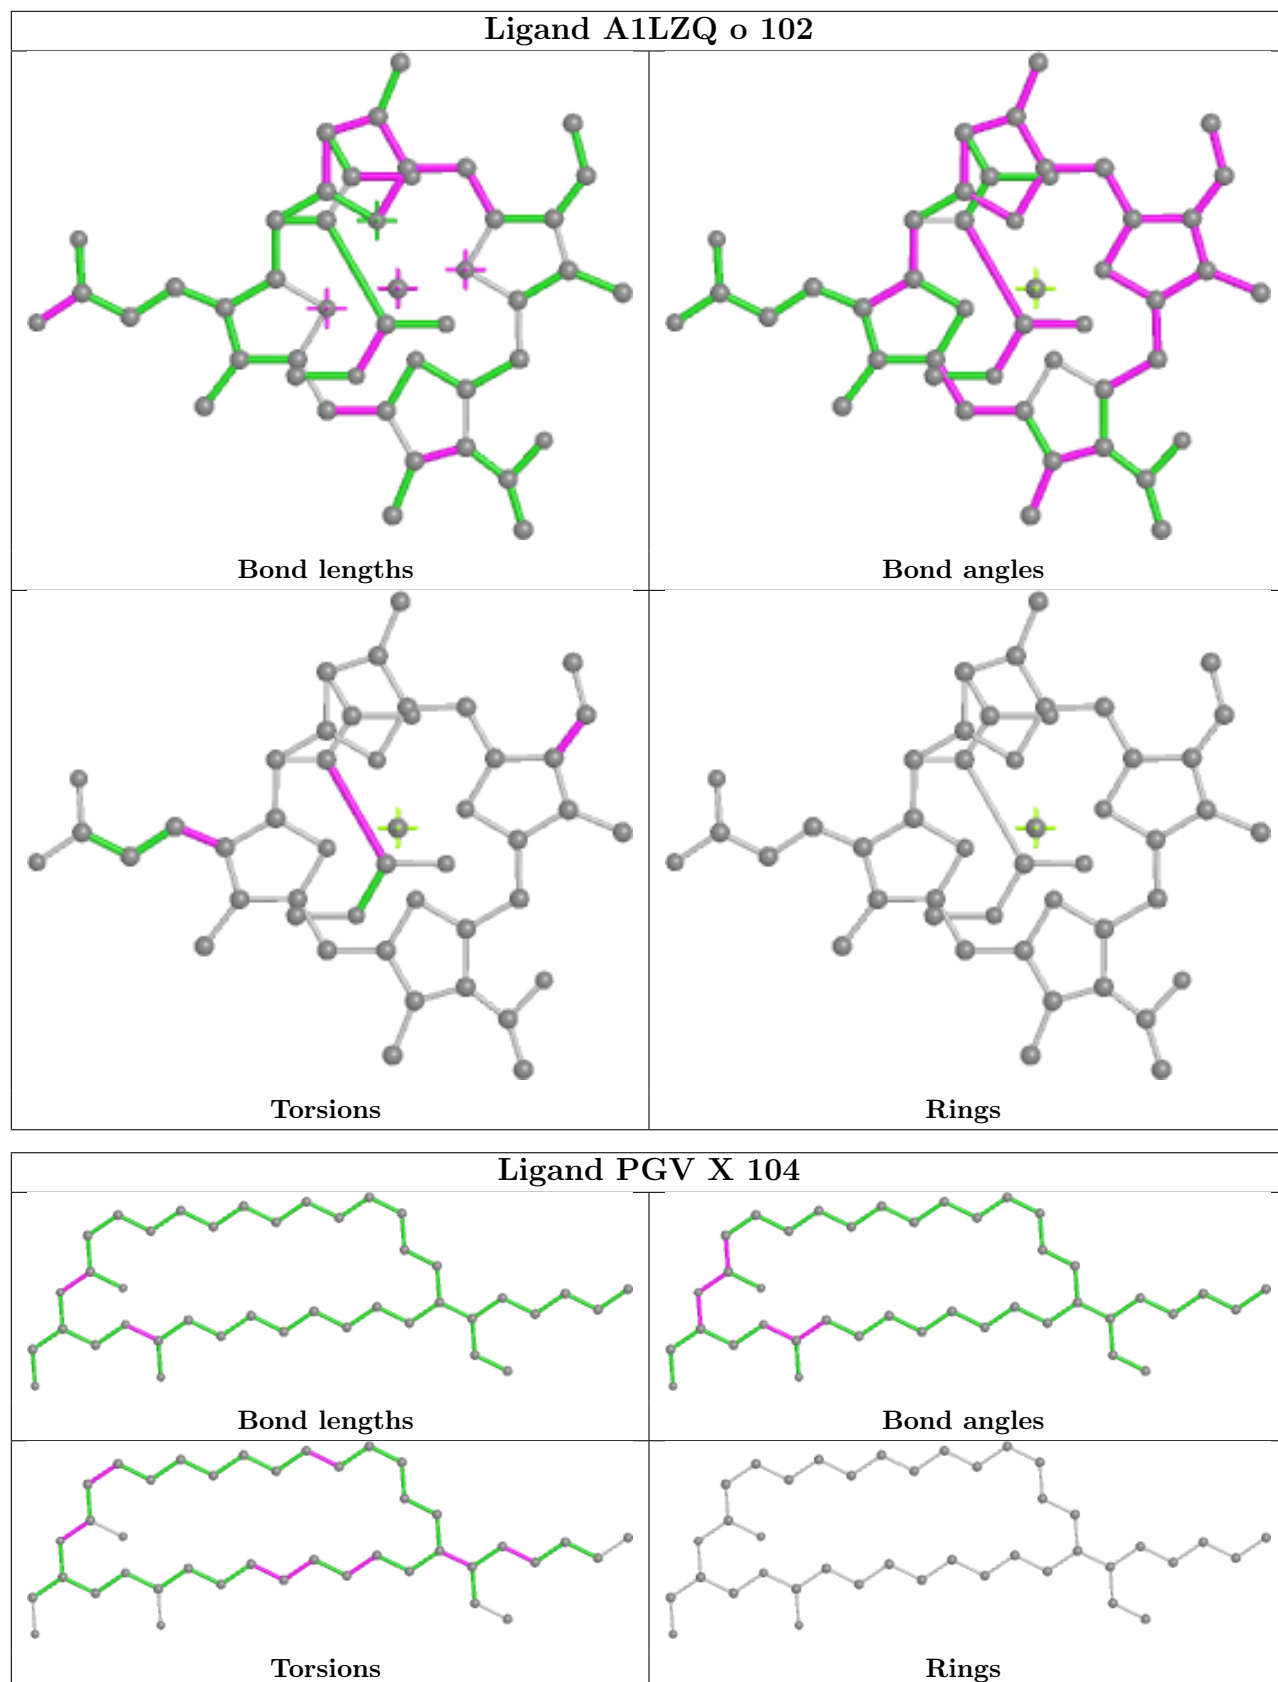 Ligand A1LZQ o 102
Bond lengths
Bond angles
Torsions
Rings
Ligand PGV X 104
Bond lengths
Bond angles
Torsions
Rings